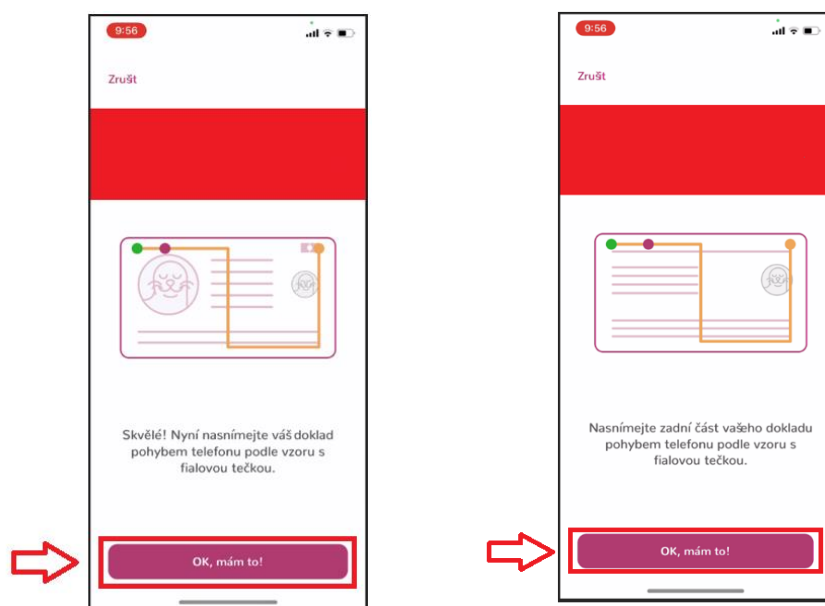 9:56
Zrušit
Skvělé! Nyní nasnímejte váš doklad
pohybem telefonu podle vzoru s
fialovou tečkou.
OK, mám to!
9:56
Zrušit
Nasnímejte zadní část vašeho dokladu
pohybem telefonu podle vzoru s
fialovou tečkou.
OK, mám to!